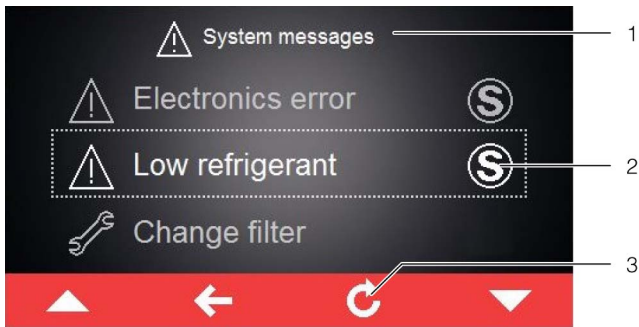 System messages
1
Electronics error
S
Low refrigerant
S
2
Change filter
3